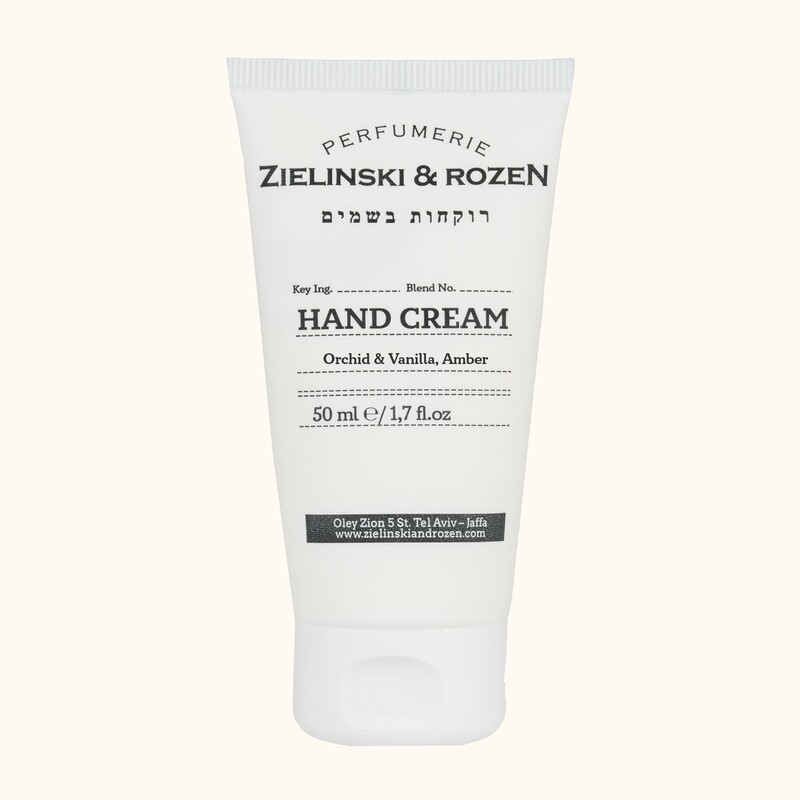 PERFUMERIE
ZIELINSKI & ROZEN
רוקחות בשמים
Key Ing. Blend No.
HAND CREAM
Orchid & Vanilla, Amber
50 ml ℮/ 1,7 fl.oz
Oley Zion 5 St. Tel Aviv – Jaffa
www.zielinskiandrozen.com